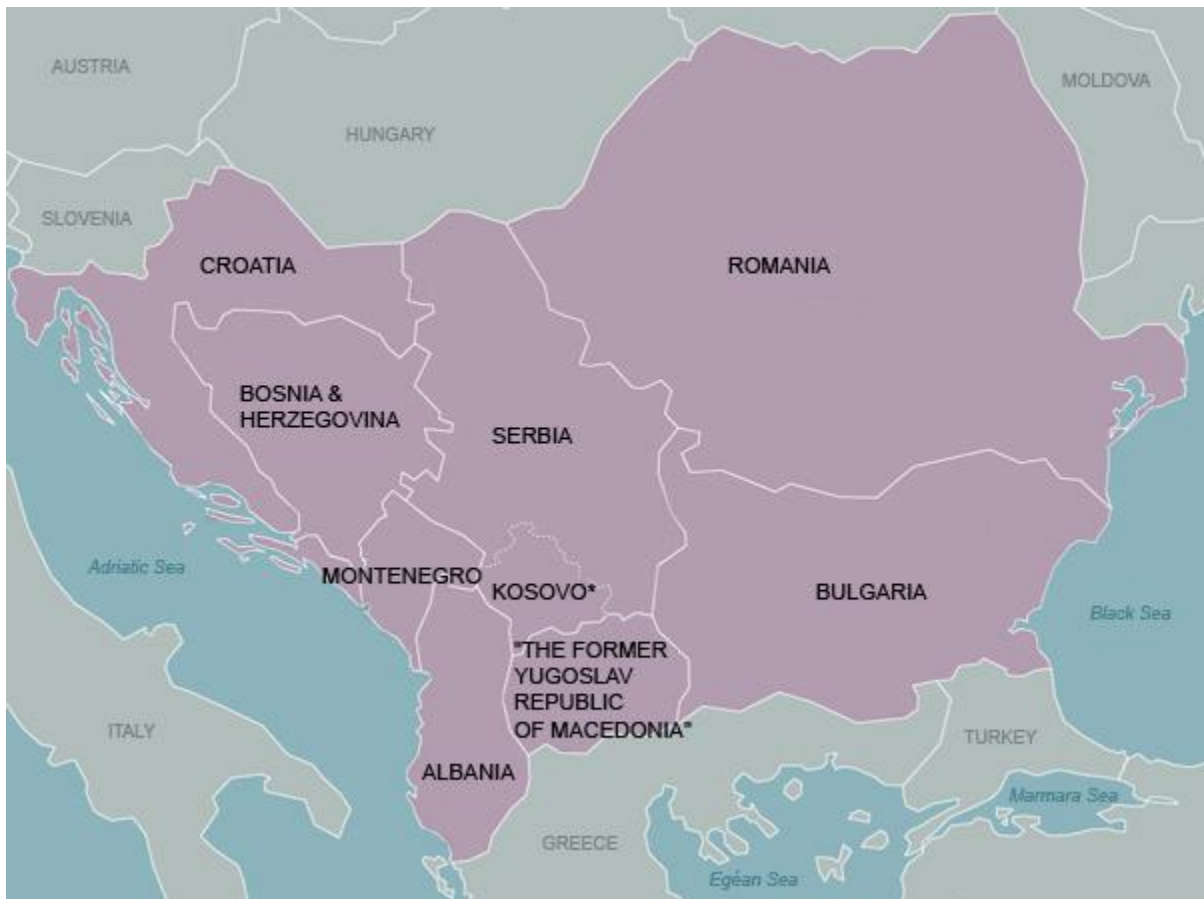 AUSTRIA
MOLDOVA
HUNGARY
SLOVENIA
CROATIA
ROMANIA
BOSNIA &
HERZEGOVINA
SERBIA
Adriatic Sea
MONTENEGRO
KOSOVO*
BULGARIA
Black Sea
"THE FORMER
YUGOSLAV
REPUBLIC
OF MACEDONIA"
ITALY
TURKEY
ALBANIA
Marmara Sea
GREECE
Egéan Sea